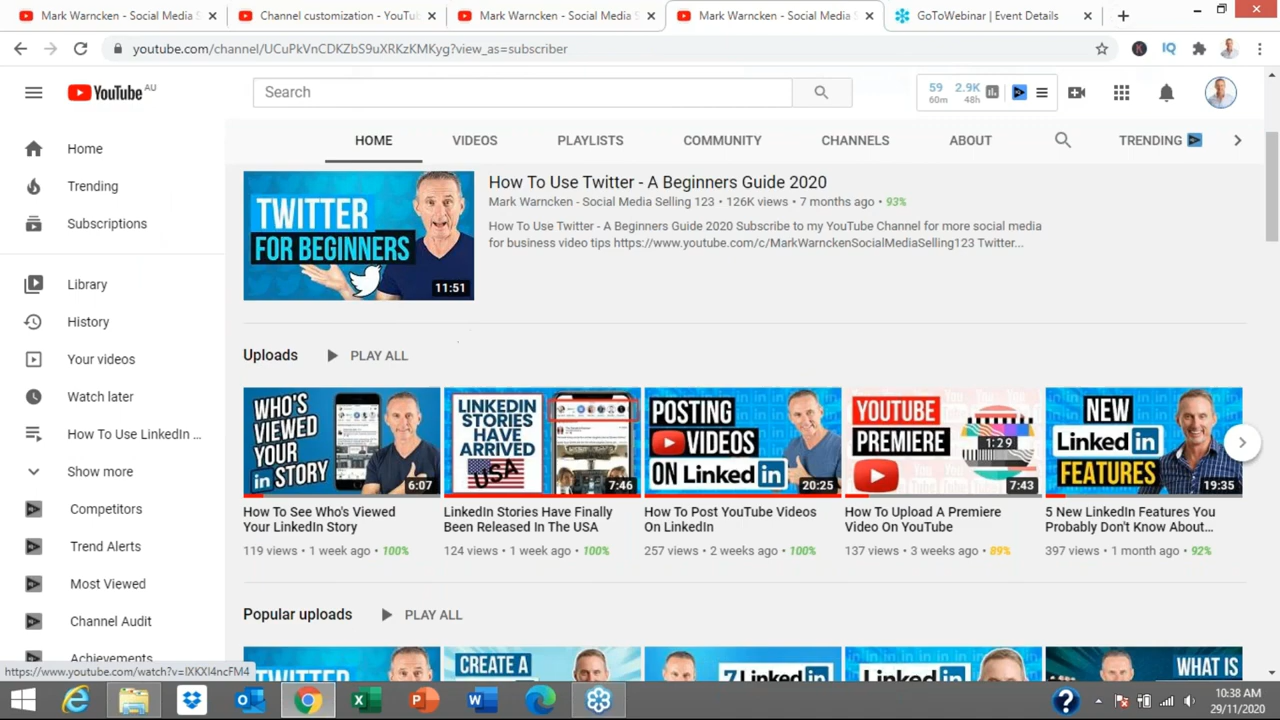 Mark Warncken - Social Media S
Channel customization - YouTu
Mark Warncken - Social Media S
Mark Warncken - Social Media S
GoToWebinar | Event Details
youtube.com/channel/UCuPkVnCDKZbS9uXRKzKMKyg?view_as=subscriber
YouTube AU
Search
59 2.9K
60m 48h
HOME VIDEOS PLAYLISTS COMMUNITY CHANNELS ABOUT TRENDING
Home
Trending
Subscriptions
Library
History
Your videos
Watch later
How To Use LinkedIn ...
Show more
Competitors
Trend Alerts
Most Viewed
Channel Audit
Achievements
TWITTER
FOR BEGINNERS
11:51
How To Use Twitter - A Beginners Guide 2020
Mark Warncken - Social Media Selling 123 • 126K views • 7 months ago • 93%
How To Use Twitter - A Beginners Guide 2020 Subscribe to my YouTube Channel for more social media
for business video tips https://www.youtube.com/c/MarkWarnckenSocialMediaSelling123 Twitter...
Uploads PLAY ALL
WHO'S
VIEWED
YOUR
in STORY
6:07
How To See Who's Viewed
Your LinkedIn Story
119 views • 1 week ago • 100%
LINKEDIN
STORIES
HAVE
ARRIVED
USA
7:46
LinkedIn Stories Have Finally
Been Released In The USA
124 views • 1 week ago • 100%
POSTING
VIDEOS
ON Linked in
20:25
How To Post YouTube Videos
On LinkedIn
257 views • 2 weeks ago • 100%
YOUTUBE
PREMIERE
1:29
7:43
How To Upload A Premiere
Video On YouTube
137 views • 3 weeks ago • 89%
NEW
Linked in
FEATURES
19:35
5 New LinkedIn Features You
Probably Don't Know About...
397 views • 1 month ago • 92%
Popular uploads PLAY ALL
TWITTER
CREATE A
7 Linked in
LINKED in
WHAT IS
https://www.youtube.com/watch?v=IXKXI4ncFM4
10:38 AM
29/11/2020